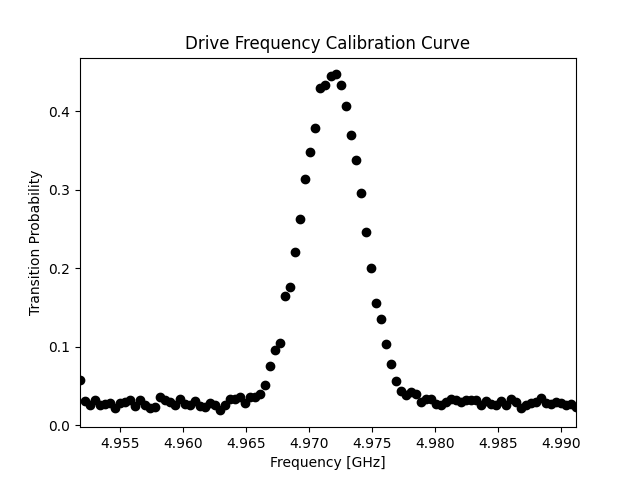 Drive Frequency Calibration Curve
Transition Probability
0.4
0.3
0.2
0.1
0.0
4.955 4.960 4.965 4.970 4.975 4.980 4.985 4.990
Frequency [GHz]